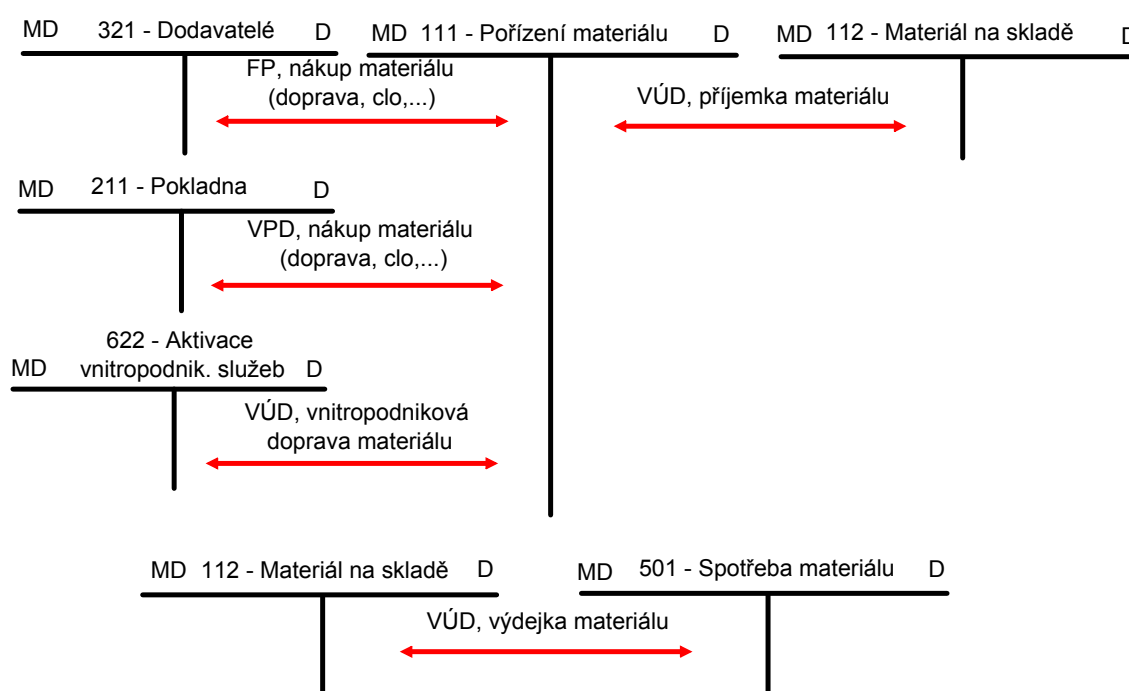 MD 321 - Dodavatelé D MD 111 - Pořízení materiálu D MD 112 - Materiál na skladě D
FP, nákup materiálu
(doprava, clo,...)
VÚD, příjemka materiálu
MD 211 - Pokladna D
VPD, nákup materiálu
(doprava, clo,...)
622 - Aktivace
MD vnitropodnik. služeb D
VÚD, vnitropodniková
doprava materiálu
MD 112 - Materiál na skladě D MD 501 - Spotřeba materiálu D
VÚD, výdejka materiálu